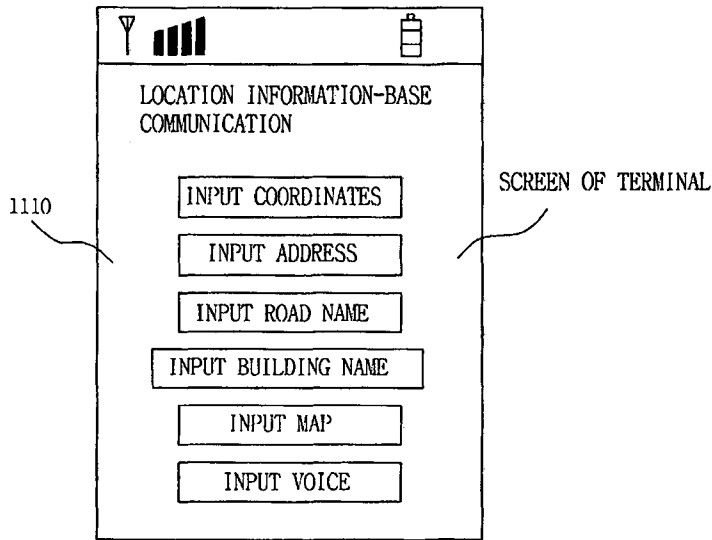 LOCATION INFORMATION-BASE
COMMUNICATION
INPUT COORDINATES
SCREEN OF TERMINAL
1110
INPUT ADDRESS
INPUT ROAD NAME
INPUT BUILDING NAME
INPUT MAP
INPUT VOICE